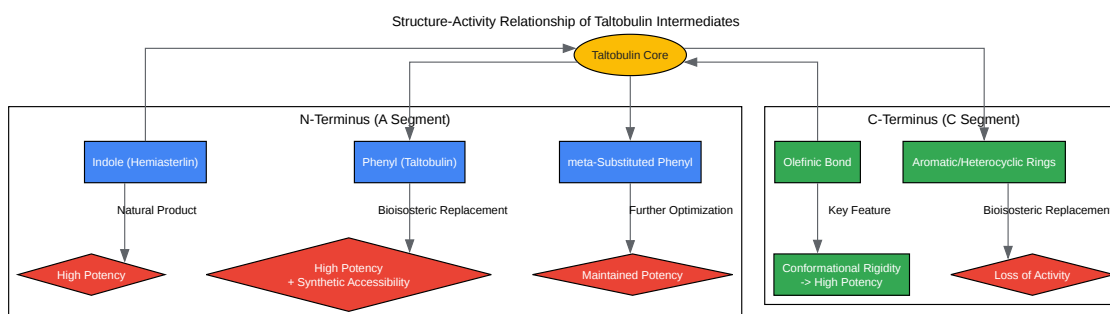 Structure-Activity Relationship of Taltobulin Intermediates
Taltobulin Core
N-Terminus (A Segment)
C-Terminus (C Segment)
Indole (Hemiasterlin)
Phenyl (Taltobulin)
meta-Substituted Phenyl
Olefinic Bond
Aromatic/Heterocyclic Rings
Natural Product
Bioisosteric Replacement
Further Optimization
Key Feature
Bioisosteric Replacement
High Potency
High Potency
+ Synthetic Accessibility
Maintained Potency
Conformational Rigidity
-> High Potency
Loss of Activity